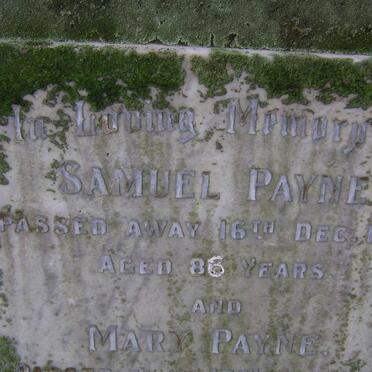 In Loving Memory
SAMUEL PAYNE
PASSED AWAY 16TH DEC.
AGED 86 YEARS.
AND
MARY PAYNE.